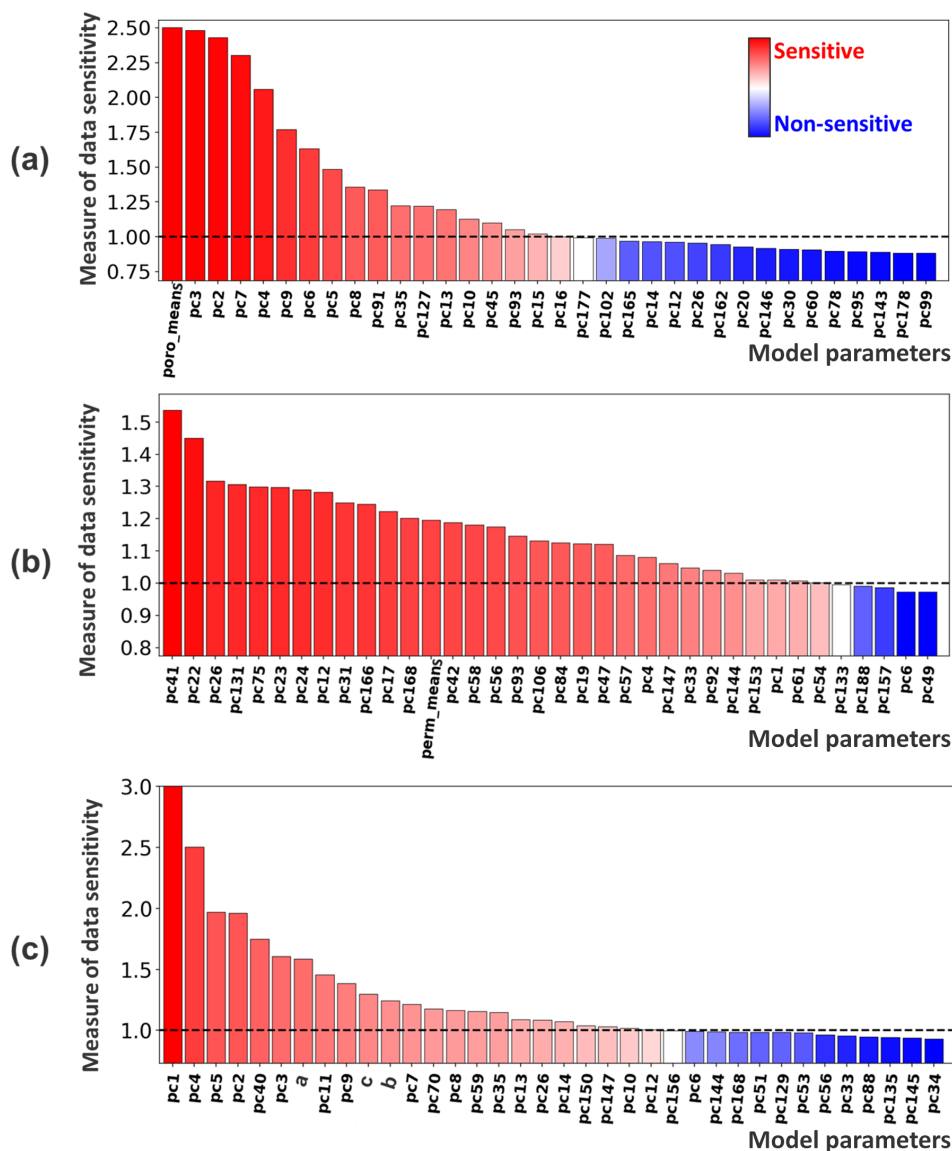 (a)
Measure of data sensitivity
2.50
2.25
2.00
1.75
1.50
1.25
1.00
0.75
Sensitive
Non-sensitive
poro_means pc3 pc2 pc7 pc4 pc9 pc6 pc5 pc8 pc91 pc35 pc127 pc13 pc10 pc45 pc93 pc15 pc16 pc177 pc102 pc165 pc14 pc12 pc26 pc162 pc20 pc146 pc30 pc60 pc78 pc95 pc143 pc178 pc99
Model parameters
(b)
Measure of data sensitivity
1.5
1.4
1.3
1.2
1.1
1.0
0.9
0.8
pc41 pc22 pc26 pc131 pc75 pc23 pc24 pc12 pc31 pc166 pc17 pc168 perm_means pc42 pc58 pc56 pc93 pc106 pc84 pc19 pc47 pc57 pc4 pc147 pc33 pc92 pc144 pc153 pc1 pc61 pc54 pc133 pc189 pc157 pc6 pc49
Model parameters
(c)
Measure of data sensitivity
3.0
2.5
2.0
1.5
1.0
pc1 pc4 pc5 pc2 pc40 pc3 a pc11 pc9 c b pc7 pc70 pc8 pc59 pc35 pc13 pc26 pc14 pc150 pc147 pc10 pc12 pc156 pc6 pc144 pc168 pc51 pc129 pc53 pc56 pc33 pc88 pc135 pc145 pc34
Model parameters